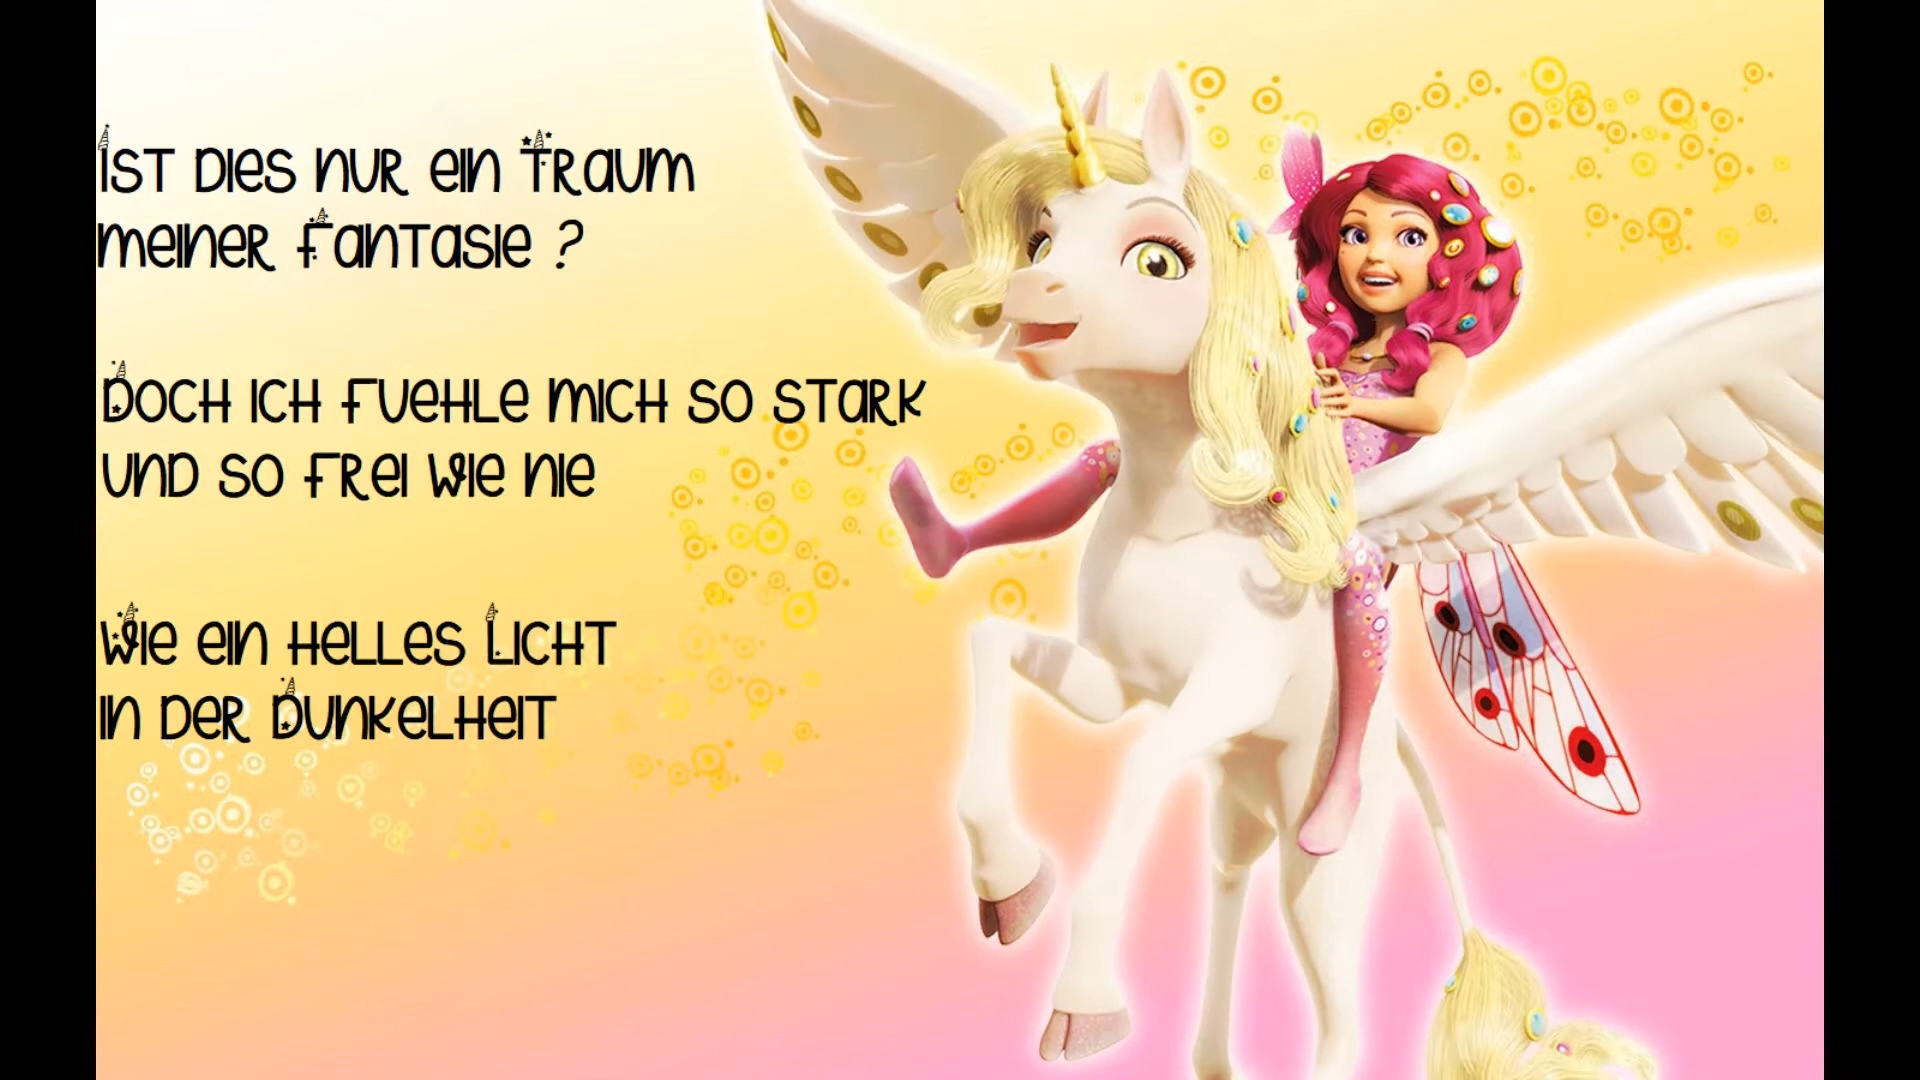 Ist dies nur ein Traum
meiner Fantasie ?
Doch ich fuehle mich so stark
und so frei wie nie
Wie ein helles Licht
in der Dunkelheit